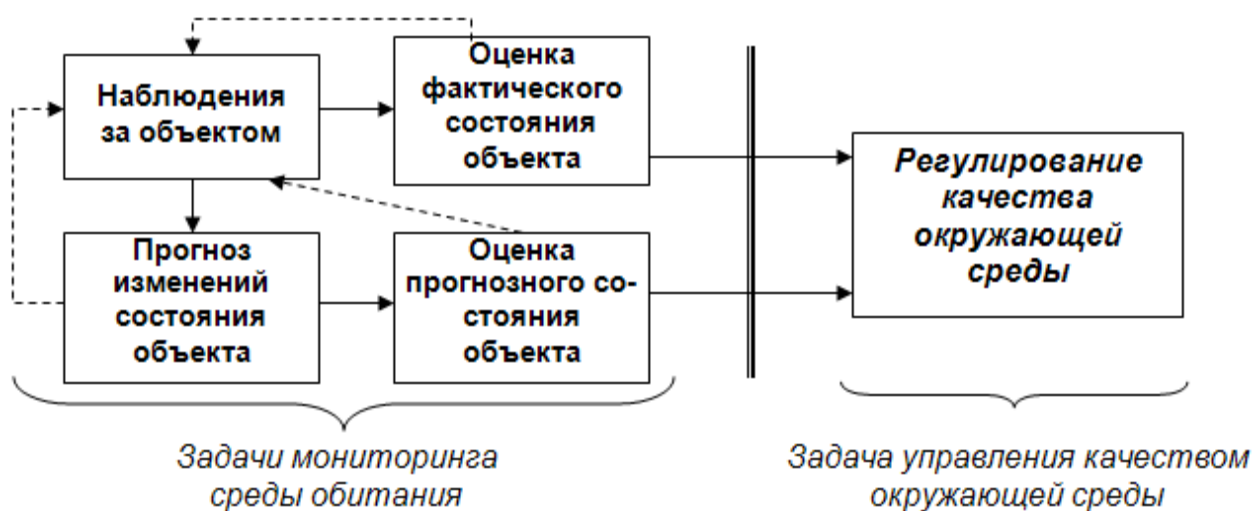 Наблюдения
за объектом
Оценка
фактического
состояния
объекта
Прогноз
изменений
состояния
объекта
Оценка
прогнозного со-
стояния
объекта
Регулирование
качества
окружающей
среды
Задачи мониторинга
среды обитания
Задача управления качеством
окружающей среды